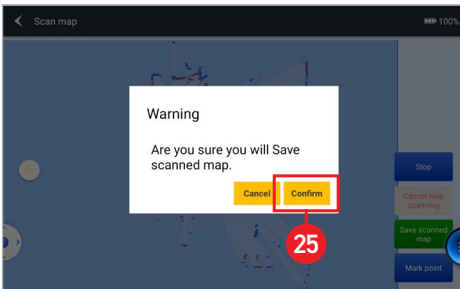 Scan map
100%
Warning
Are you sure you will Save
scanned map.
Cancel
Confirm
25
Stop
Cancel map
scanning
Save scanned
map
Mark point